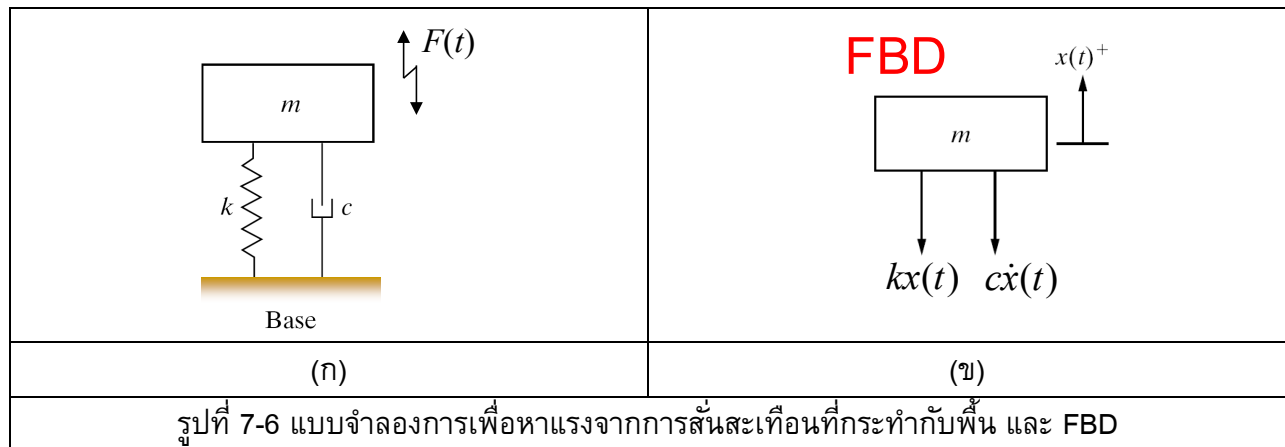 F(t)
m
k
c
Base
(ก)
FBD
x(t)⁺
m
kx(t) cẋ(t)
(ข)
รูปที่ 7-6 แบบจำลองการเพื่อหาแรงจากการสั่นสะเทือนที่กระทำกับพื้น และ FBD